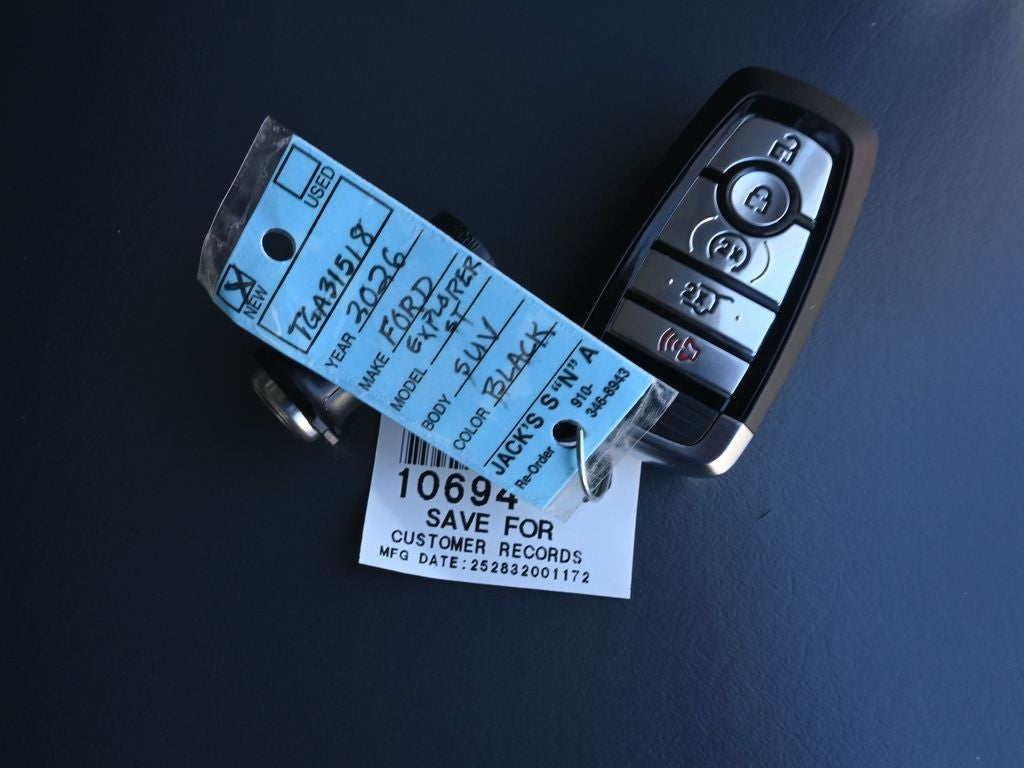 USED
X
NEW
TGA31518
YEAR 2026
MAKE FORD
MODEL EXPLORER
ST
BODY SUV
COLOR BLACK
JACK'S S "N" A
Re-Order 910-
346-8943
2x
10694
SAVE FOR
CUSTOMER RECORDS
MFG DATE:252832001172